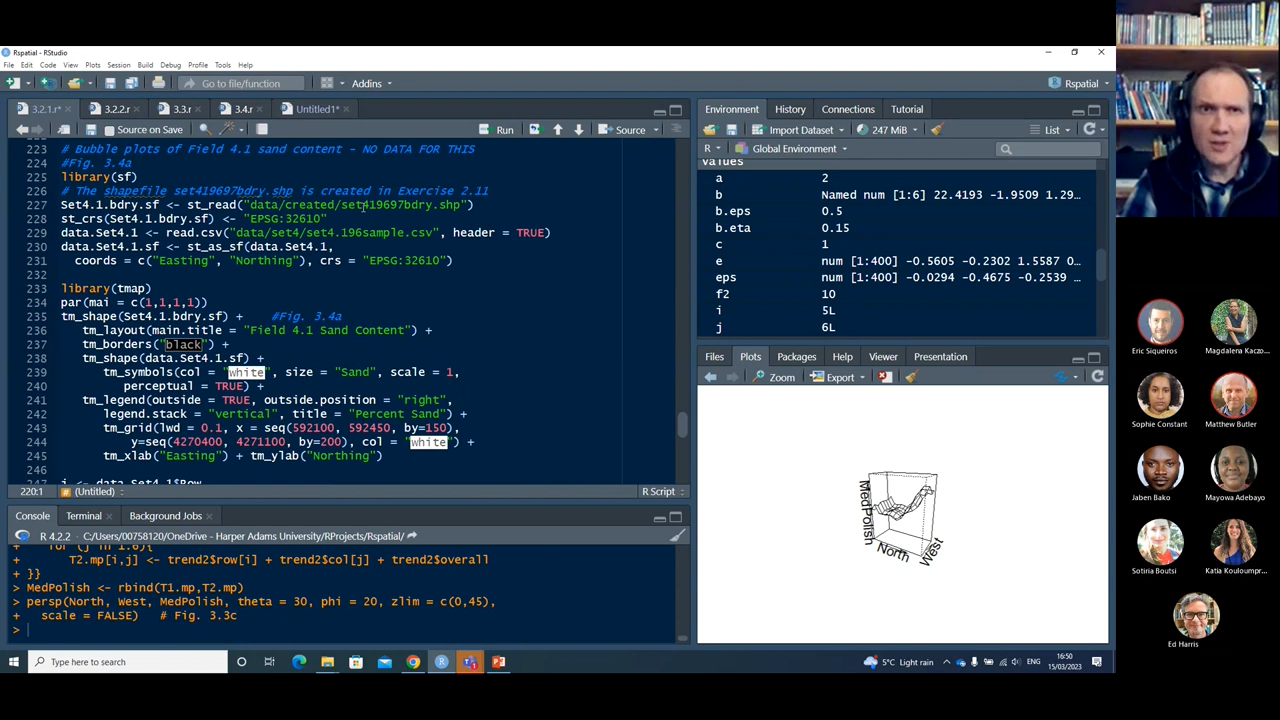 Rspatial - RStudio
File Edit Code View Plots Session Build Debug Profile Tools Help
Go to file/function
Addins
Rspatial
3.2.1.r*
3.2.2.r
3.3.r
3.4.r
Untitled1*
Source on Save
Run
Source
223 # Bubble plots of Field 4.1 sand content - NO DATA FOR THIS
224 #Fig. 3.4a
225 library(sf)
226 # The shapefile set419697bdry.shp is created in Exercise 2.11
227 Set4.1.bdry.sf <- st_read("data/created/set419697bdry.shp")
228 st_crs(Set4.1.bdry.sf) <- "EPSG:32610"
229 data.Set4.1 <- read.csv("data/set4/set4.196sample.csv", header = TRUE)
230 data.Set4.1.sf <- st_as_sf(data.Set4.1,
231 coords = c("Easting", "Northing"), crs = "EPSG:32610")
232
233 library(tmap)
234 par(mai = c(1,1,1,1))
235 tm_shape(Set4.1.bdry.sf) + #Fig. 3.4a
236 tm_layout(main.title = "Field 4.1 Sand Content") +
237 tm_borders("black") +
238 tm_shape(data.Set4.1.sf) +
239 tm_symbols(col = "white", size = "Sand", scale = 1,
240 perceptual = TRUE) +
241 tm_legend(outside = TRUE, outside.position = "right",
242 legend.stack = "vertical", title = "Percent Sand") +
243 tm_grid(lwd = 0.1, x = seq(592100, 592450, by=150),
244 y=seq(4270400, 4271100, by=200), col = "white") +
245 tm_xlab("Easting") + tm_ylab("Northing")
246
220:1
(Untitled)
R Script
Console
Terminal
Background Jobs
R 4.2.2 · C:/Users/00758120/OneDrive - Harper Adams University/RProjects/Rspatial/
+ for (j in 1:6){
+ T2.mp[i,j] <- trend2$row[i] + trend2$col[j] + trend2$overall
+ }}
> MedPolish <- rbind(T1.mp,T2.mp)
> persp(North, West, MedPolish, theta = 30, phi = 20, zlim = c(0,45),
+ scale = FALSE) # Fig. 3.3c
>
Environment
History
Connections
Tutorial
Import Dataset
247 MiB
List
R
Global Environment
Values
a 2
b Named num [1:6] 22.4193 -1.9509 1.29…
b.eps 0.5
b.eta 0.15
c 1
e num [1:400] -0.5605 -0.2302 1.5587 0…
eps num [1:400] -0.0294 -0.4675 -0.2539 …
f2 10
i 5L
j 6L
Files
Plots
Packages
Help
Viewer
Presentation
Zoom
Export
MedPolish
North
West
Type here to search
5°C Light rain
ENG
16:50
15/03/2023
Eric Siqueiros
Magdalena Kaczo...
Sophie Constant
Matthew Butler
Jaben Bako
Mayowa Adebayo
Sotiria Boutsi
Katia Kouloumpr...
Ed Harris